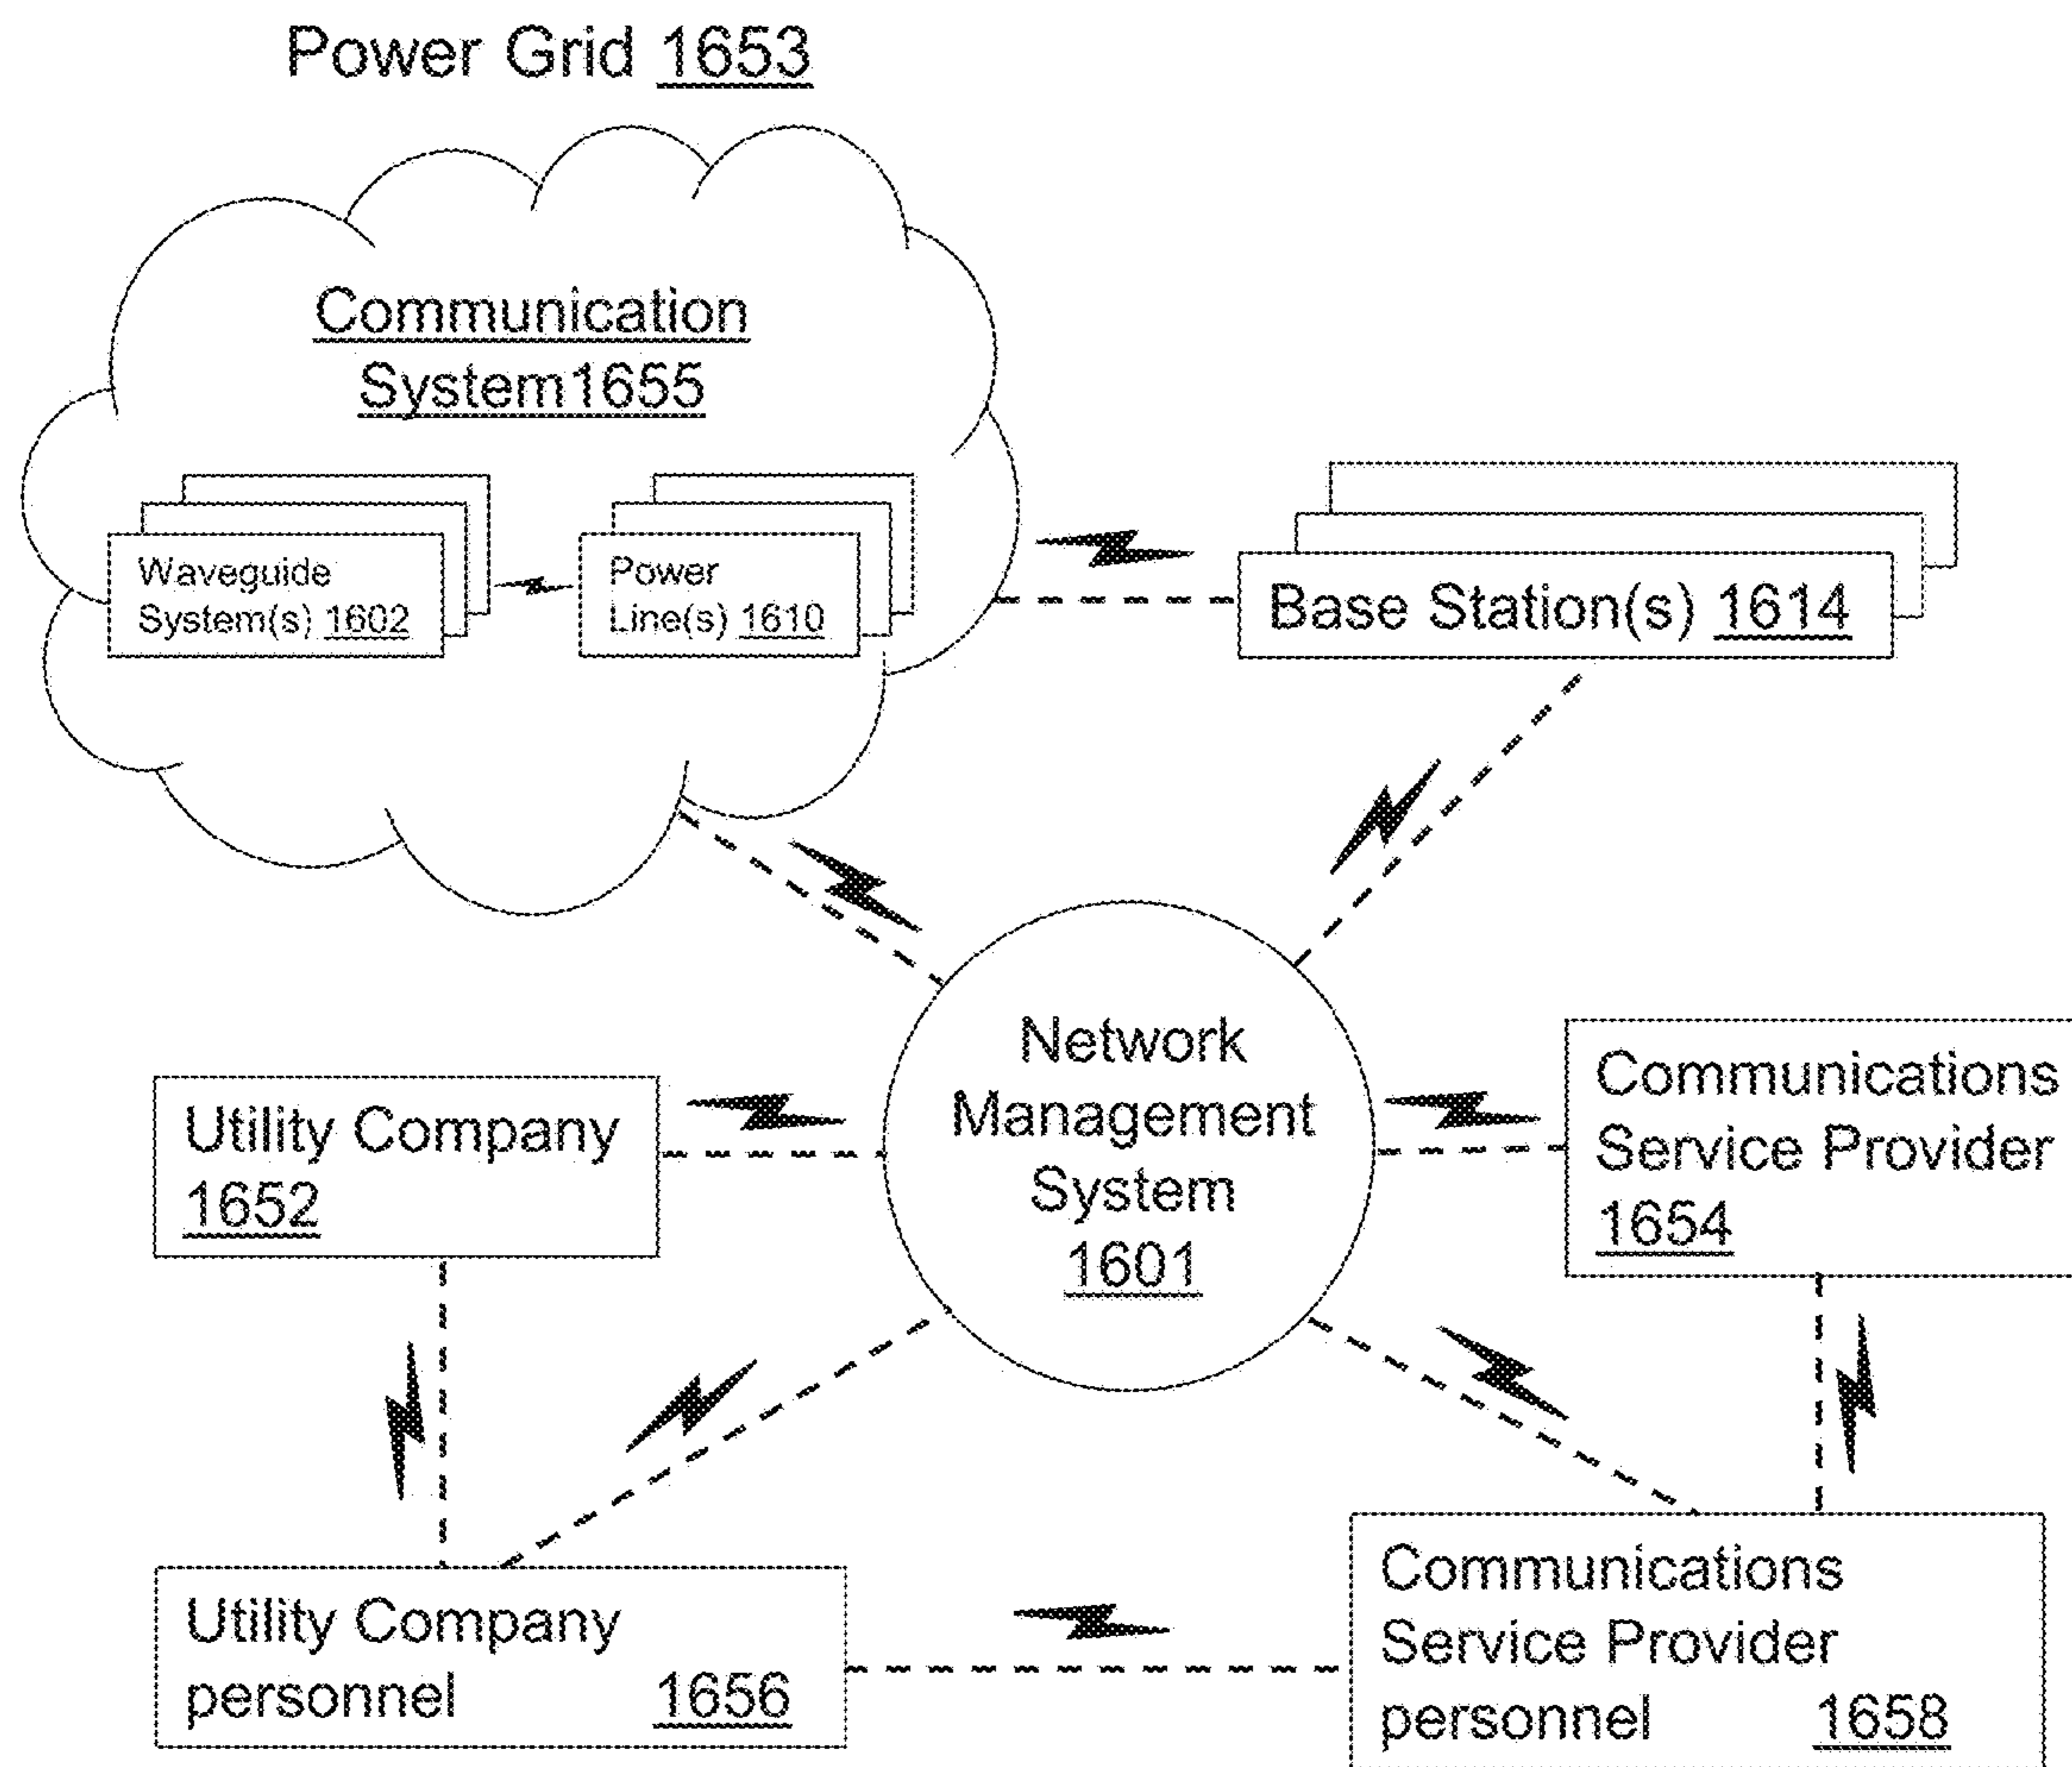 Power Grid 1653
Communication
System1655
Waveguide
System(s) 1602
Power
Line(s) 1610
Base Station(s) 1614
Network
Management
System
1601
Utility Company
1652
Communications
Service Provider
1654
Utility Company
personnel 1656
Communications
Service Provider
personnel 1658